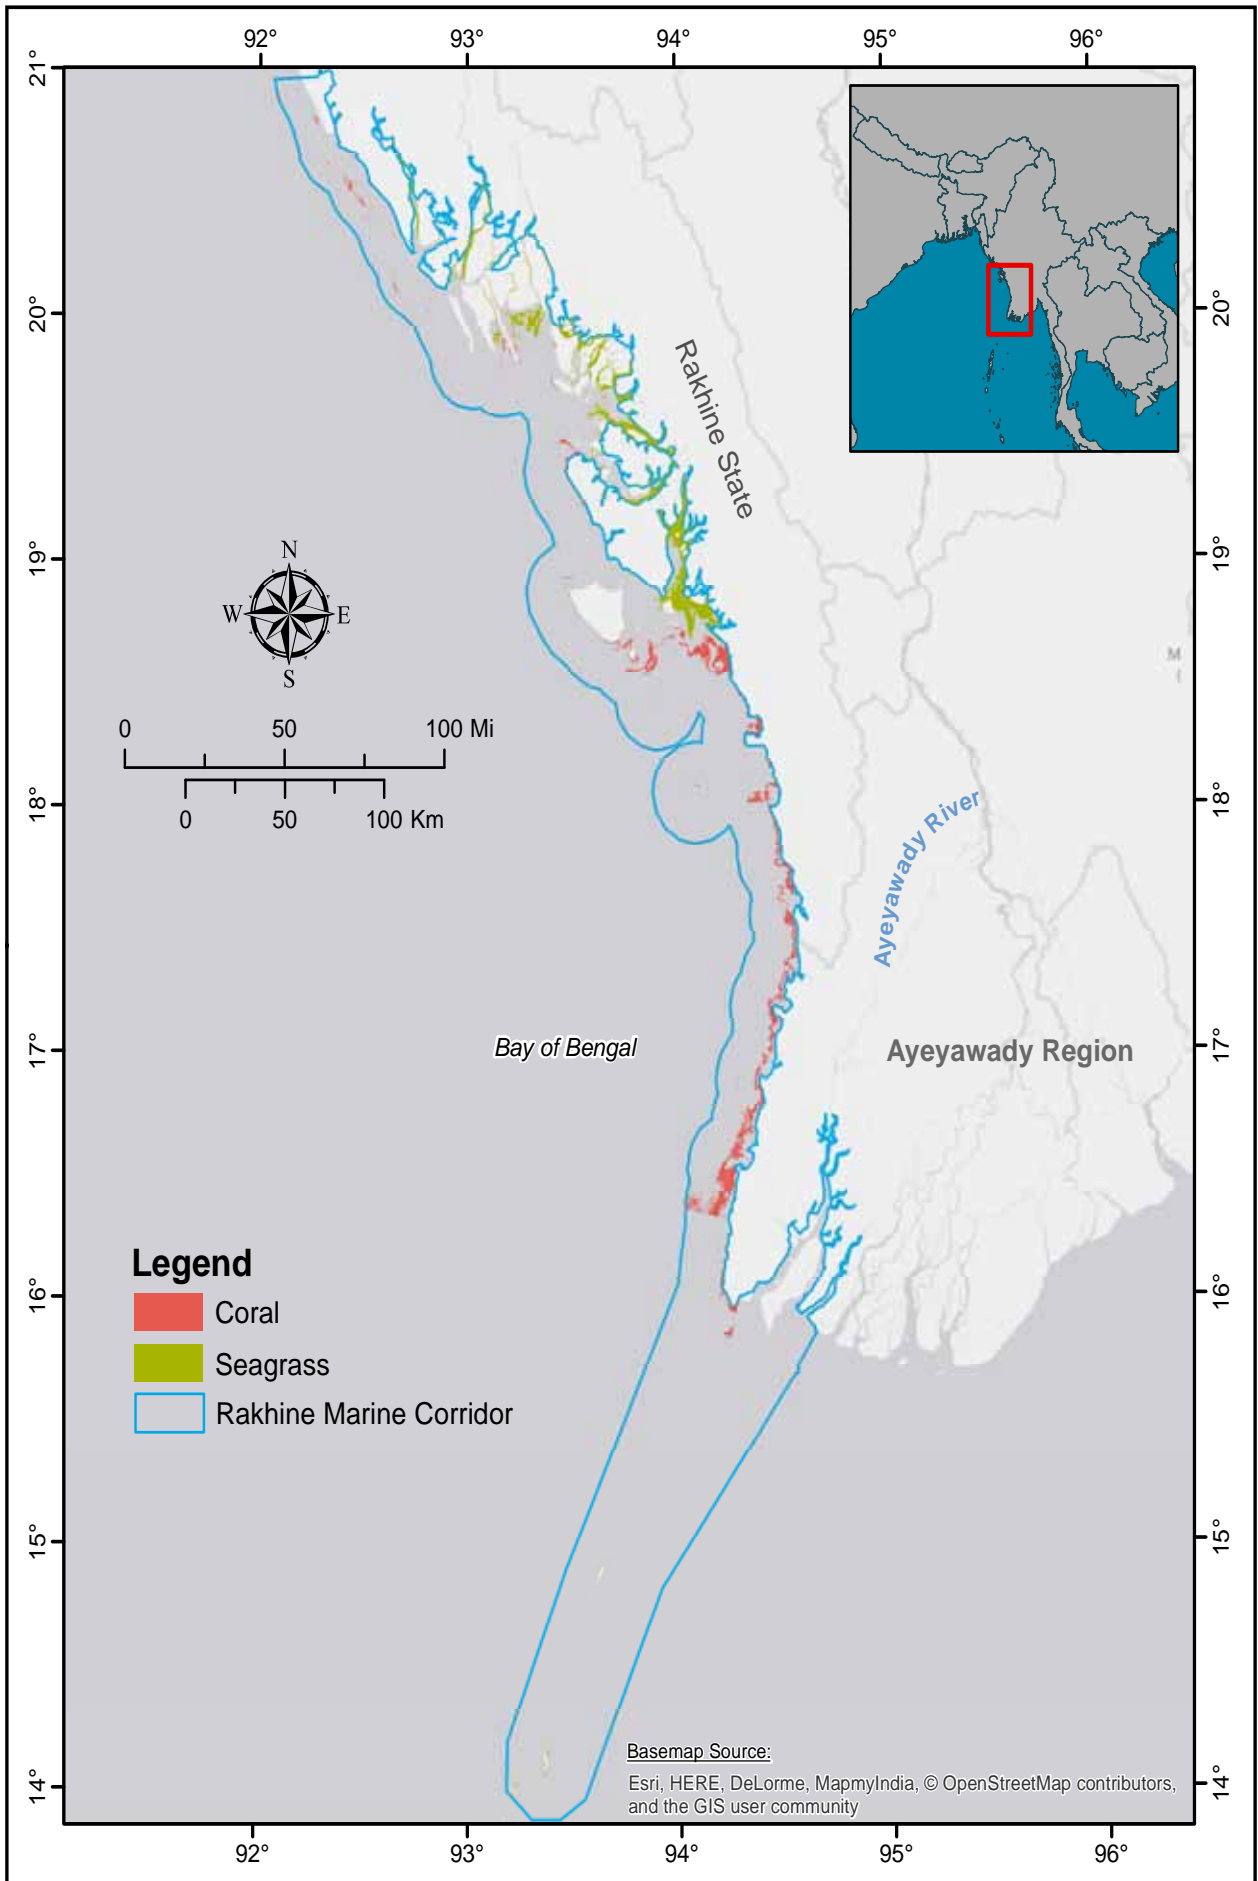 92° 93° 94° 95° 96°
21°
20°
19°
18°
17°
16°
15°
14°
20°
19°
18°
17°
16°
15°
14°
Rakhine State
N
W E
S
M
0 50 100 Mi
0 50 100 Km
Ayeyawady River
Bay of Bengal
Ayeyawady Region
Legend
Coral
Seagrass
Rakhine Marine Corridor
Basemap Source:
Esri, HERE, DeLorme, MapmyIndia, © OpenStreetMap contributors,
and the GIS user community
92° 93° 94° 95° 96°